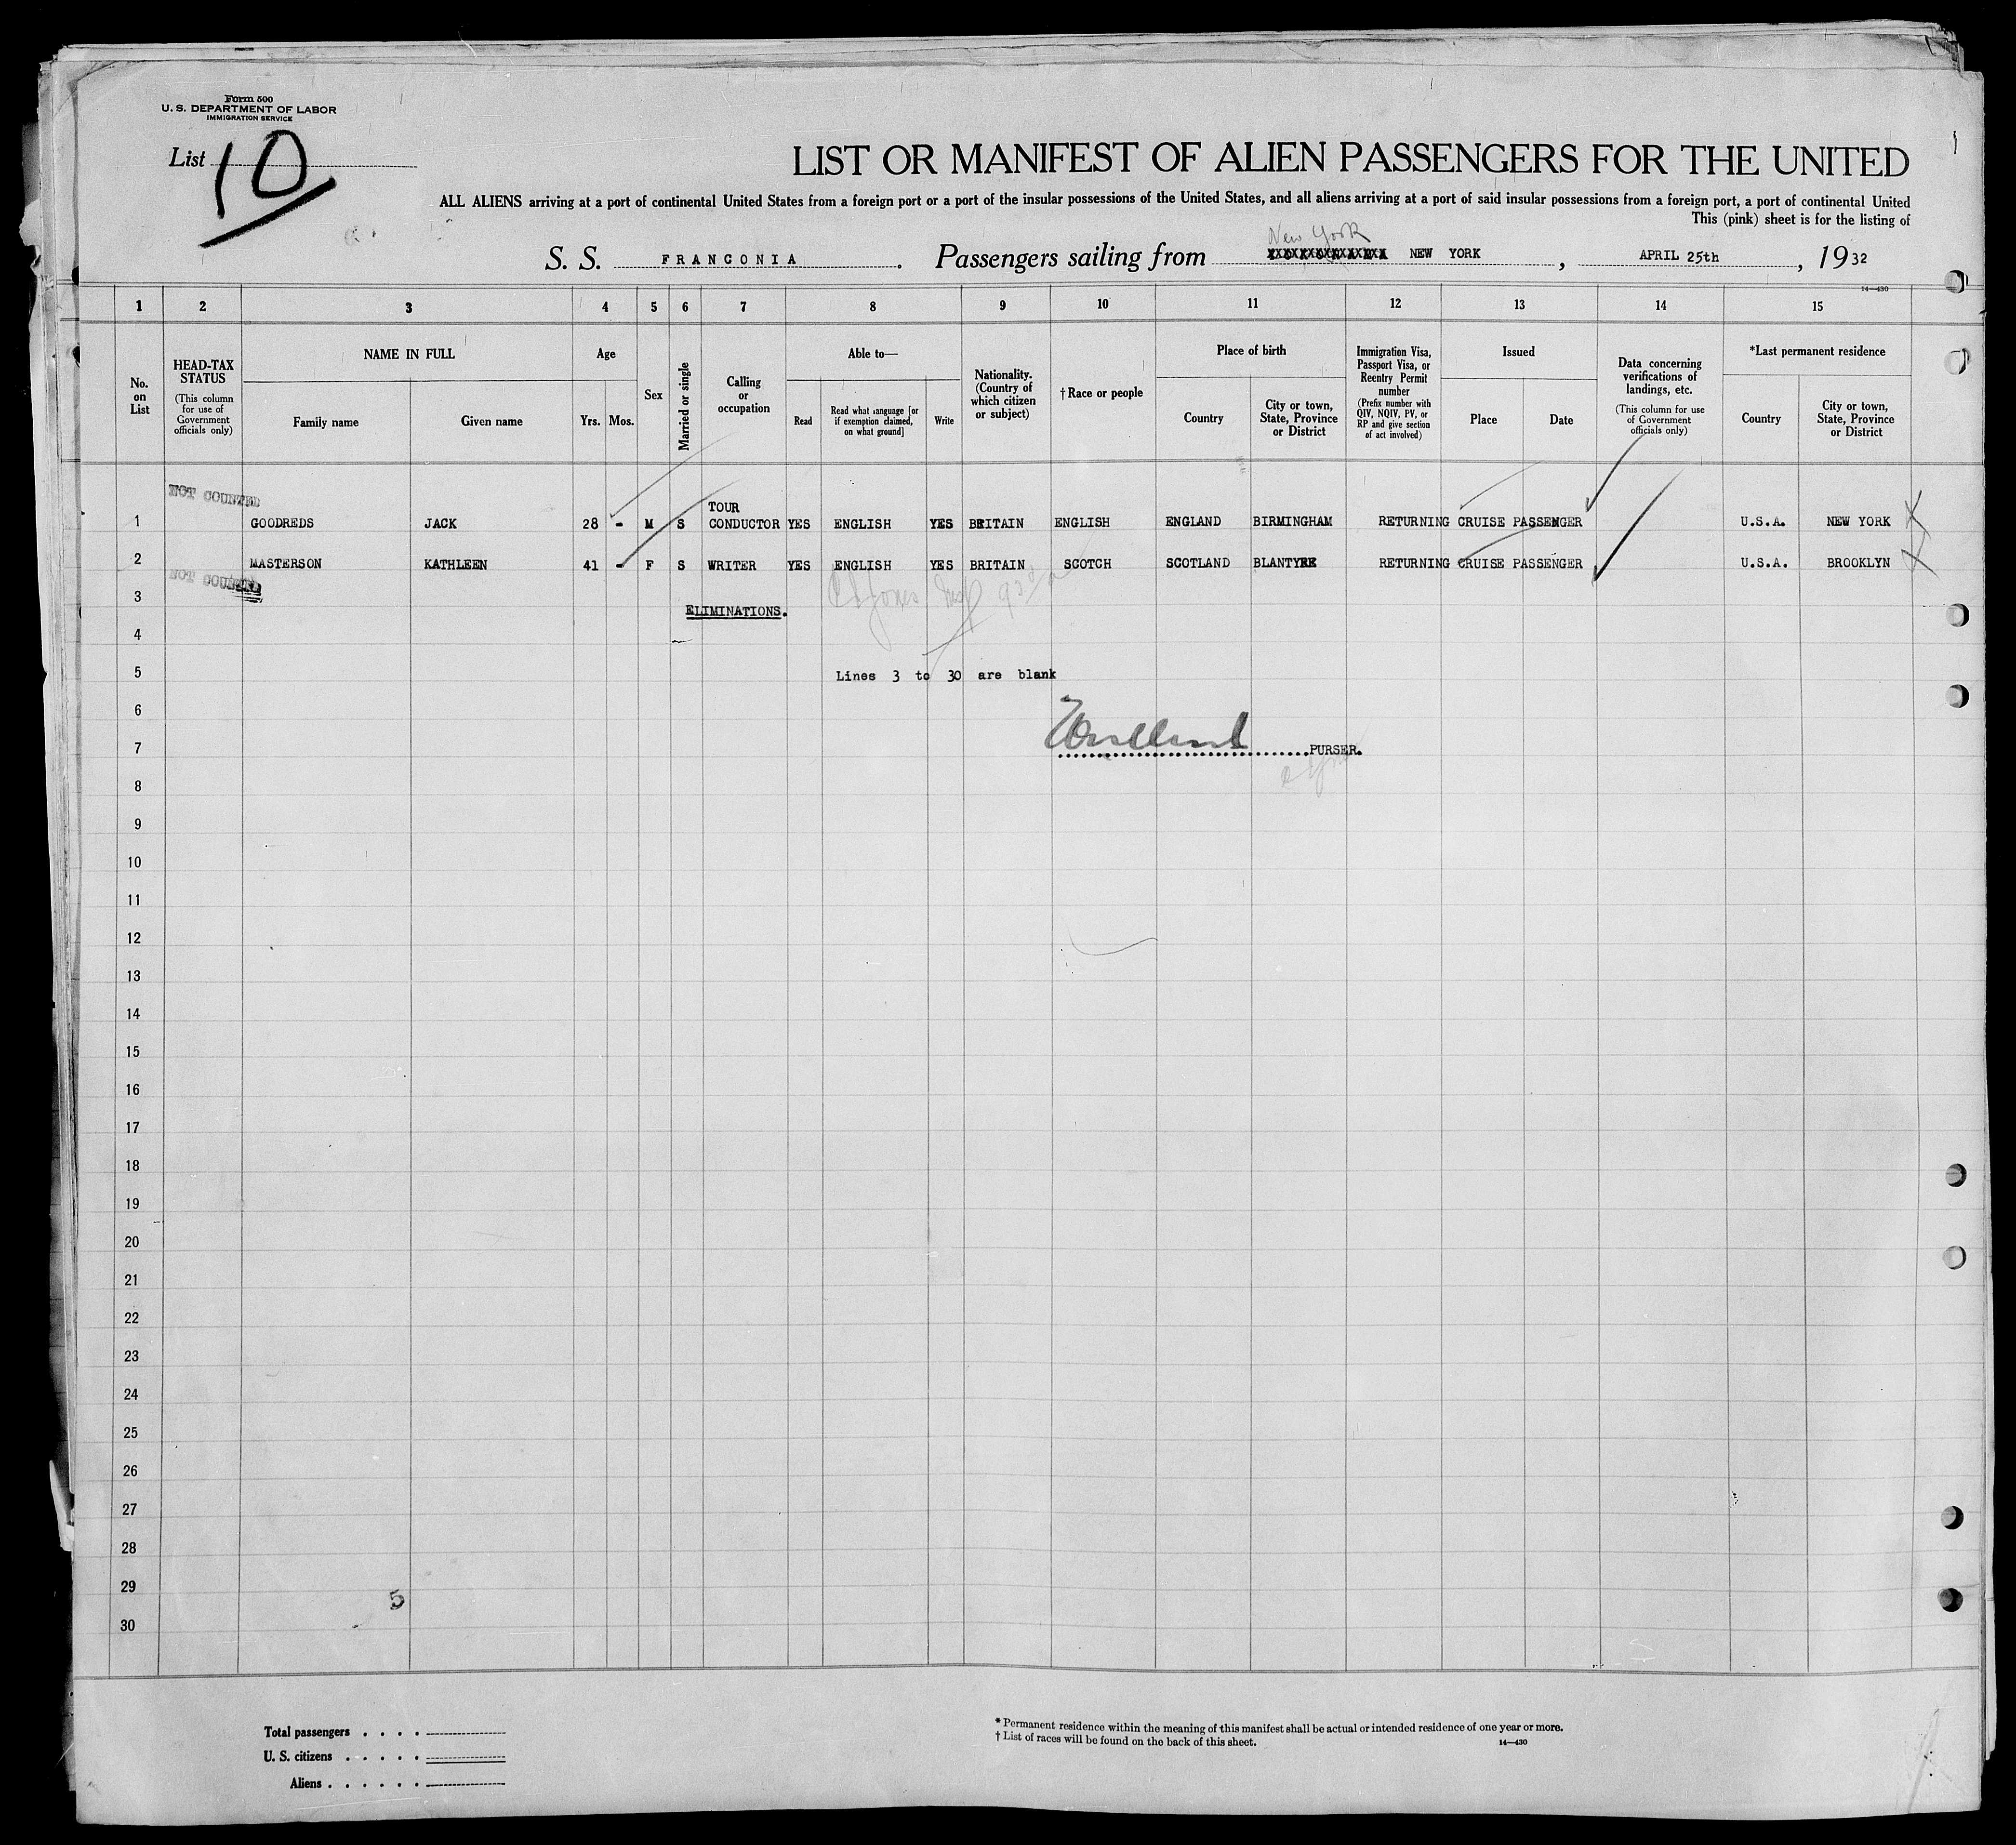 Form 500
U. S. DEPARTMENT OF LABOR
IMMIGRATION SERVICE
List 10
LIST OR MANIFEST OF ALIEN PASSENGERS FOR THE UNITED
ALL ALIENS arriving at a port of continental United States from a foreign port or a port of the insular possessions of the United States, and all aliens arriving at a port of said insular possessions from a foreign port, a port of continental United
This (pink) sheet is for the listing of
New York
S. S. FRANCONIA. Passengers sailing from NEW YORK, APRIL 25th, 1932
14—430
1 2 3 4 5 6 7 8 9 10 11 12 13 14 15
No. on List
HEAD-TAX STATUS
(This column for use of Government officials only)
NAME IN FULL
Family name
Given name
Age
Yrs. Mos.
Sex
Married or single
Calling or occupation
Able to—
Read
Read what language [or if exemption claimed, on what ground]
Write
Nationality. (Country of which citizen or subject)
†Race or people
Place of birth
Country
City or town, State, Province or District
Immigration Visa, Passport Visa, or Reentry Permit number
(Prefix number with QIV, NQIV, PV, or RP and give section of act involved)
Issued
Place
Date
Data concerning verifications of landings, etc.
(This column for use of Government officials only)
*Last permanent residence
Country
City or town, State, Province or District
NOT COUNTED
1 GOODREDS JACK 28 - M S TOUR CONDUCTOR YES ENGLISH YES BRITAIN ENGLISH ENGLAND BIRMINGHAM RETURNING CRUISE PASSENGER U.S.A. NEW YORK
2 MASTERSON KATHLEEN 41 - F S WRITER YES ENGLISH YES BRITAIN SCOTCH SCOTLAND BLANTYRE RETURNING CRUISE PASSENGER U.S.A. BROOKLYN
NOT COUNTED
3
ELIMINATIONS.
4
5 Lines 3 to 30 are blank
6
7 PURSER.
8
9
10
11
12
13
14
15
16
17
18
19
20
21
22
23
24
25
26
27
28
29
5
30
Total passengers . . . .
U. S. citizens . . . . .
Aliens . . . . . .
* Permanent residence within the meaning of this manifest shall be actual or intended residence of one year or more.
† List of races will be found on the back of this sheet.
14—430